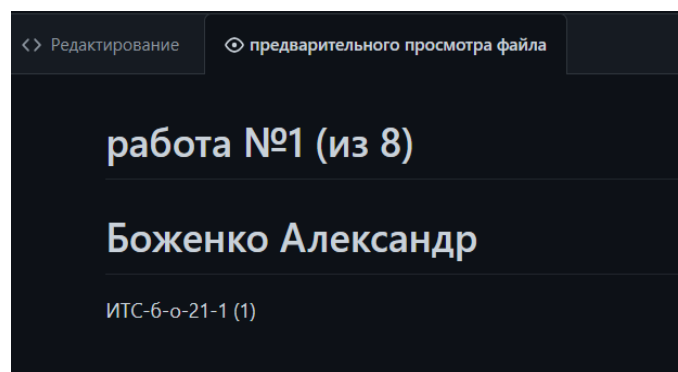 <> Редактирование предварительного просмотра файла
работа №1 (из 8)
Боженко Александр
ИТС-б-о-21-1 (1)